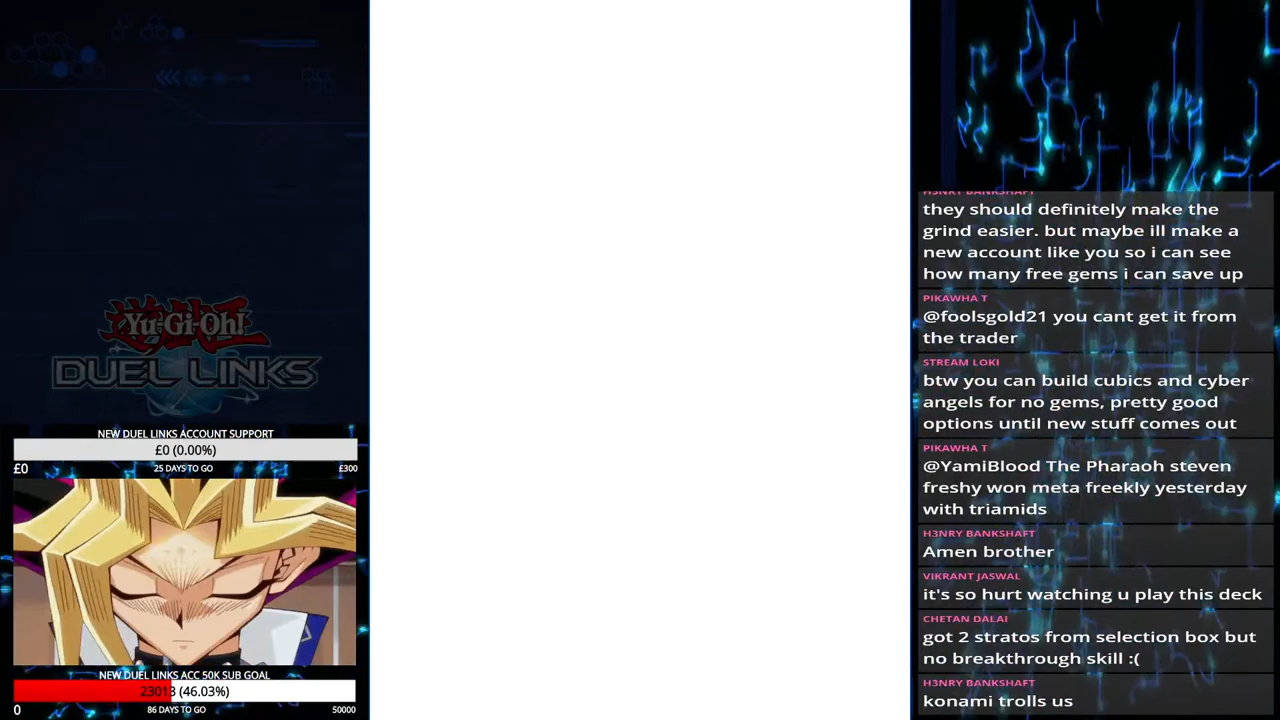 遊戯王
Yu-Gi-Oh!
DUEL LINKS
NEW DUEL LINKS ACCOUNT SUPPORT
£0 (0.00%)
£0 25 DAYS TO GO £300
NEW DUEL LINKS ACC 50K SUB GOAL
23013 (46.03%)
0 86 DAYS TO GO 50000
H3NRY BANKSHAFT
they should definitely make the
grind easier. but maybe ill make a
new account like you so i can see
how many free gems i can save up
PIKAWHA T
@foolsgold21 you cant get it from
the trader
STREAM LOKI
btw you can build cubics and cyber
angels for no gems, pretty good
options until new stuff comes out
PIKAWHA T
@YamiBlood The Pharaoh steven
freshy won meta freekly yesterday
with triamids
H3NRY BANKSHAFT
Amen brother
VIKRANT JASWAL
it's so hurt watching u play this deck
CHETAN DALAI
got 2 stratos from selection box but
no breakthrough skill :(
H3NRY BANKSHAFT
konami trolls us